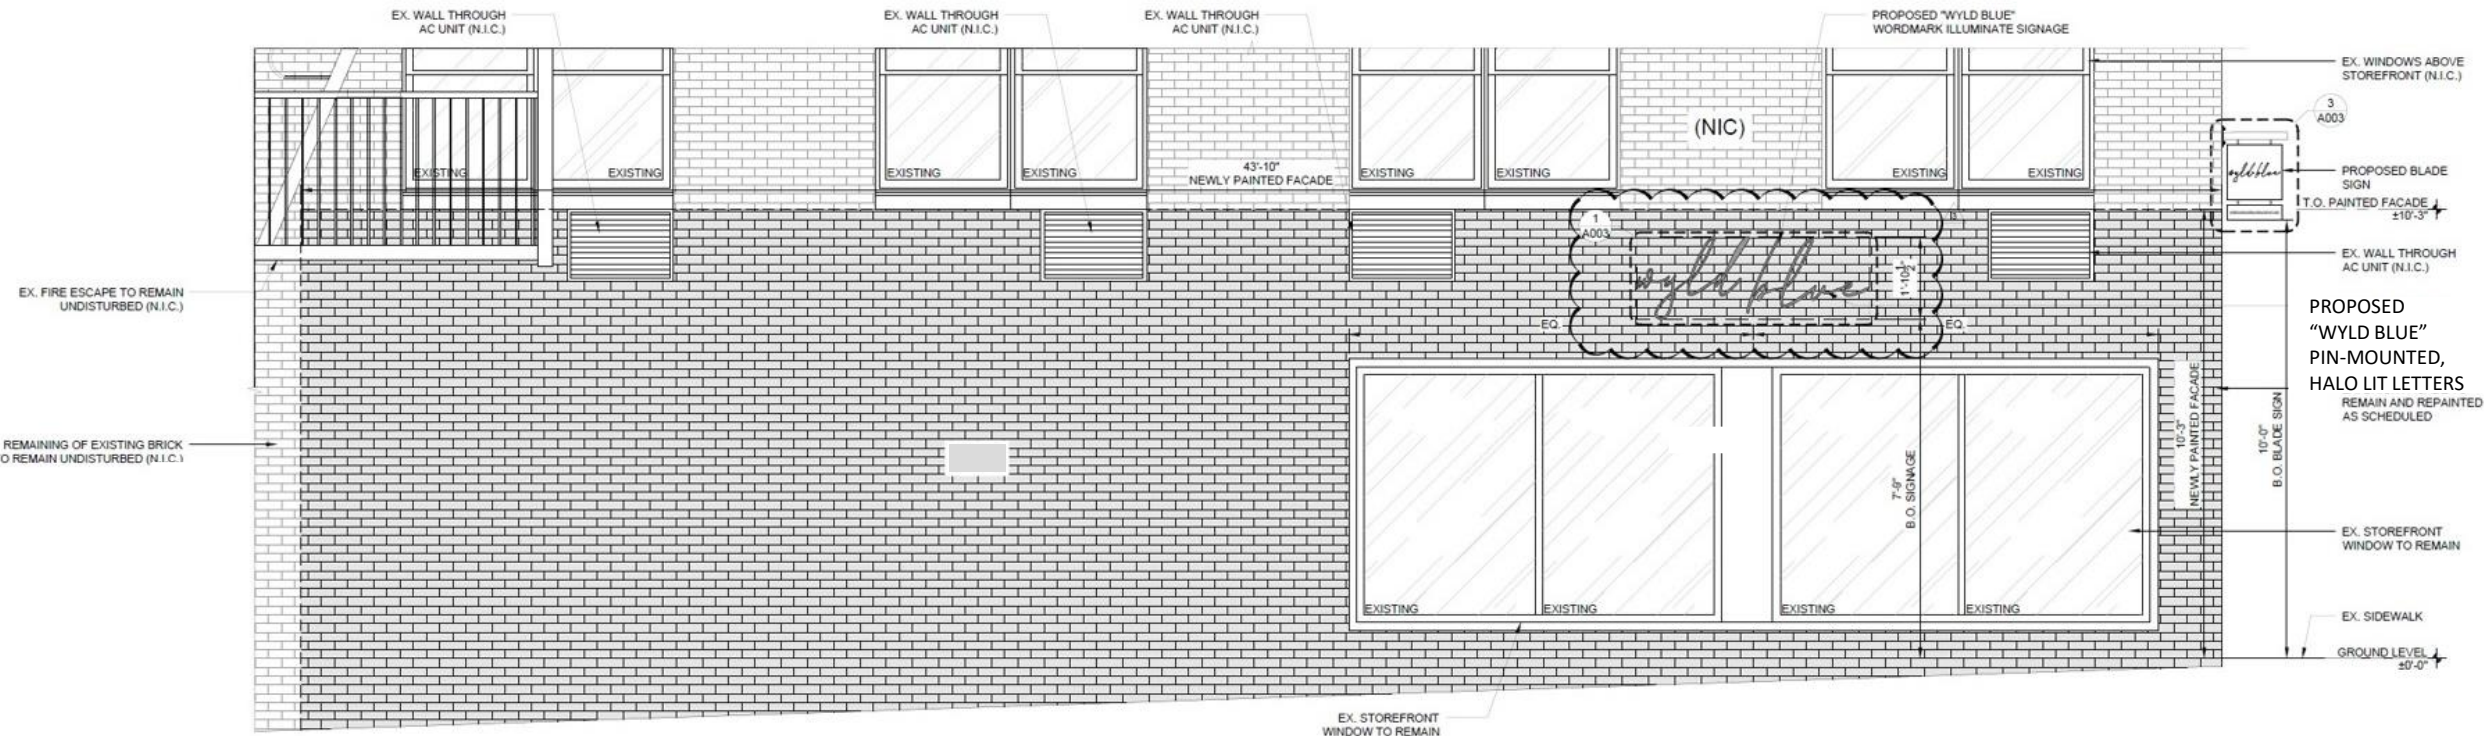 EX. WALL THROUGH
AC UNIT (N.I.C.)
EX. WALL THROUGH
AC UNIT (N.I.C.)
EX. WALL THROUGH
AC UNIT (N.I.C.)
PROPOSED "WYLD BLUE"
WORDMARK ILLUMINATE SIGNAGE
EX. WINDOWS ABOVE
STOREFRONT (N.I.C.)
3
A003
(NIC)
43'-10"
NEWLY PAINTED FACADE
EXISTING
EXISTING
EXISTING
EXISTING
EXISTING
EXISTING
EXISTING
EXISTING
wyld blue
PROPOSED BLADE
SIGN
T.O. PAINTED FACADE
±10'-3"
1
A003
wyld blue
1'-10½"
EX. WALL THROUGH
AC UNIT (N.I.C.)
EX. FIRE ESCAPE TO REMAIN
UNDISTURBED (N.I.C.)
PROPOSED
“WYLD BLUE”
PIN-MOUNTED,
HALO LIT LETTERS
REMAIN AND REPAINTED
AS SCHEDULED
EQ.
EQ.
REMAINING OF EXISTING BRICK
O REMAIN UNDISTURBED (N.I.C.)
7'-9"
B.O. SIGNAGE
10'-3"
NEWLY PAINTED FACADE
10'-0"
B.O. BLADE SIGN
EX. STOREFRONT
WINDOW TO REMAIN
EXISTING
EXISTING
EXISTING
EXISTING
EX. SIDEWALK
GROUND LEVEL
±0'-0"
EX. STOREFRONT
WINDOW TO REMAIN